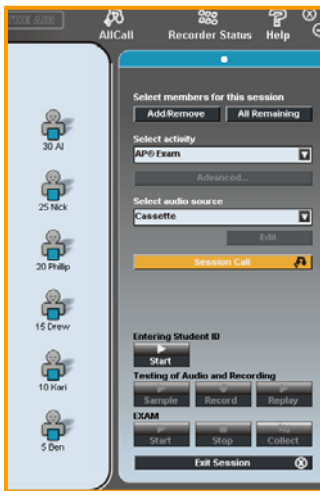 AllCall Recorder Status Help
Select members for this session
Add/Remove All Remaining
Select activity
AP® Exam
Advanced...
Select audio source
Cassette
Edit
Session Call
30 Al
25 Nick
20 Phillip
15 Drew
10 Kari
5 Ben
Entering Student ID
Start
Testing of Audio and Recording
Sample Record Replay
EXAM
Start Stop Collect
Exit Session